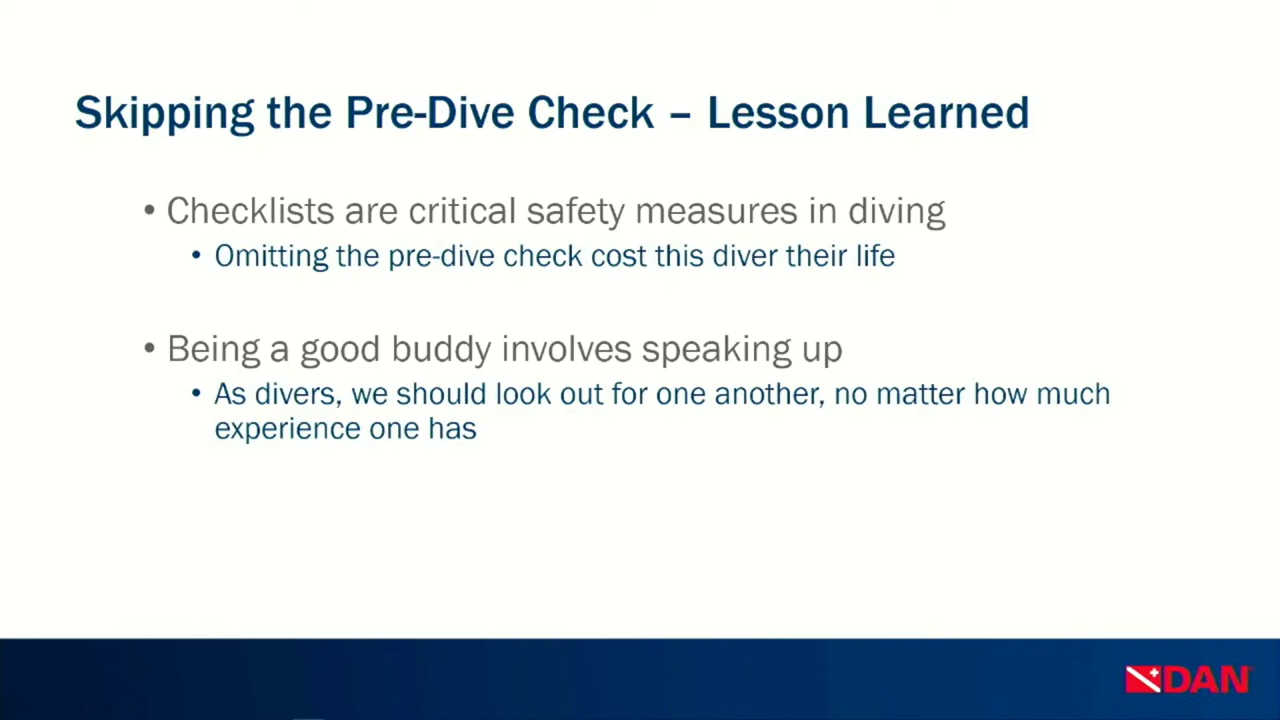 Skipping the Pre-Dive Check – Lesson Learned
• Checklists are critical safety measures in diving
• Omitting the pre-dive check cost this diver their life
• Being a good buddy involves speaking up
• As divers, we should look out for one another, no matter how much
experience one has
DAN